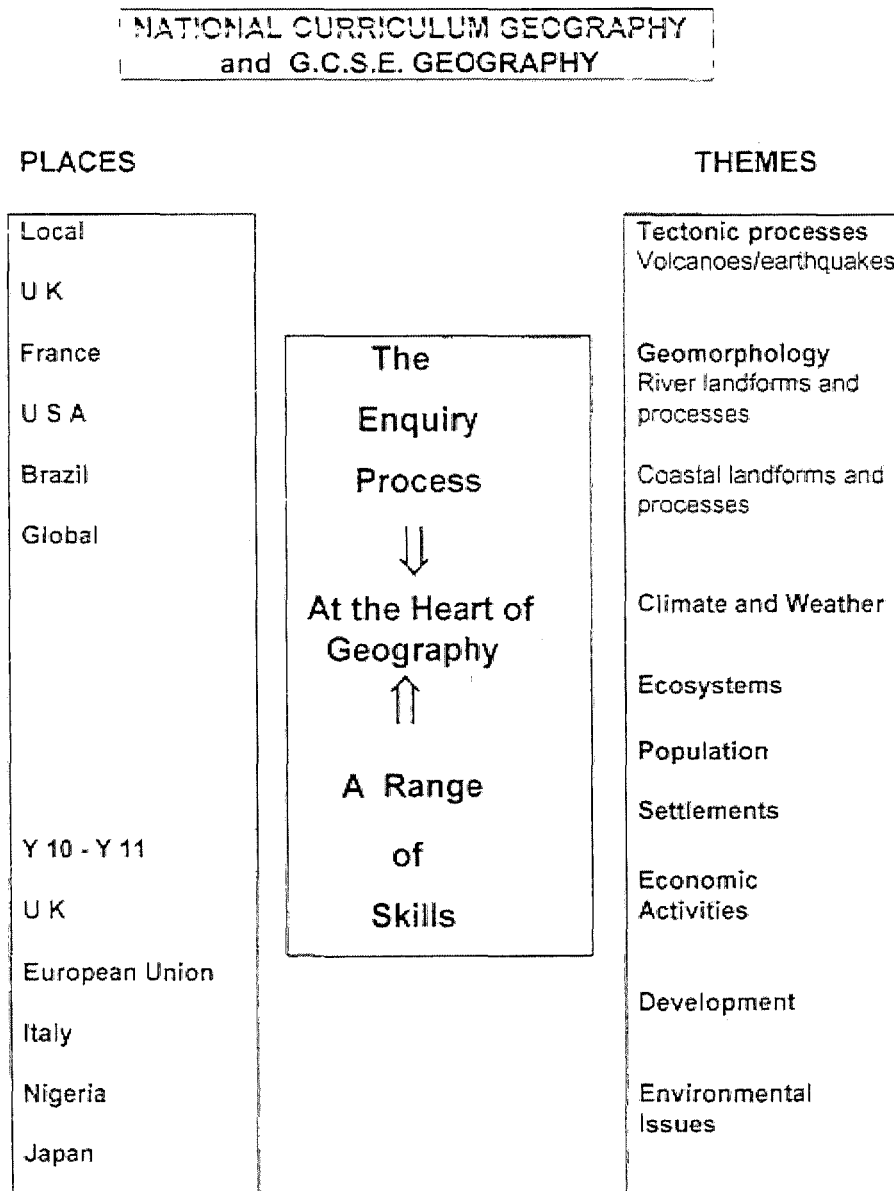 NATIONAL CURRICULUM GEOGRAPHY
and G.C.S.E. GEOGRAPHY
PLACES
Local
U K
France
U S A
Brazil
Global
Y 10 - Y 11
U K
European Union
Italy
Nigeria
Japan
The
Enquiry
Process
At the Heart of
Geography
A Range
of
Skills
THEMES
Tectonic processes
Volcanoes/earthquakes
Geomorphology
River landforms and
processes
Coastal landforms and
processes
Climate and Weather
Ecosystems
Population
Settlements
Economic
Activities
Development
Environmental
Issues